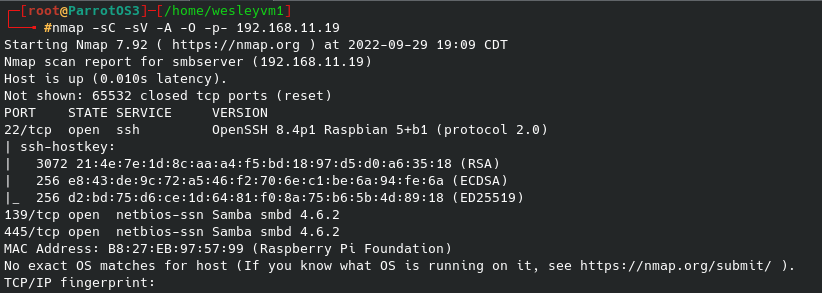 [root@ParrotOS3]─[/home/wesleyvm1]
#nmap -sC -sV -A -O -p- 192.168.11.19
Starting Nmap 7.92 ( https://nmap.org ) at 2022-09-29 19:09 CDT
Nmap scan report for smbserver (192.168.11.19)
Host is up (0.010s latency).
Not shown: 65532 closed tcp ports (reset)
PORT    STATE SERVICE     VERSION
22/tcp  open  ssh         OpenSSH 8.4p1 Raspbian 5+b1 (protocol 2.0)
| ssh-hostkey:
|   3072 21:4e:7e:1d:8c:aa:a4:f5:bd:18:97:d5:d0:a6:35:18 (RSA)
|   256 e8:43:de:9c:72:a5:46:f2:70:6e:c1:be:6a:94:fe:6a (ECDSA)
|_  256 d2:bd:75:d6:ce:1d:64:81:f0:8a:75:b6:5b:4d:89:18 (ED25519)
139/tcp open  netbios-ssn Samba smbd 4.6.2
445/tcp open  netbios-ssn Samba smbd 4.6.2
MAC Address: B8:27:EB:97:57:99 (Raspberry Pi Foundation)
No exact OS matches for host (If you know what OS is running on it, see https://nmap.org/submit/ ).
TCP/IP fingerprint: